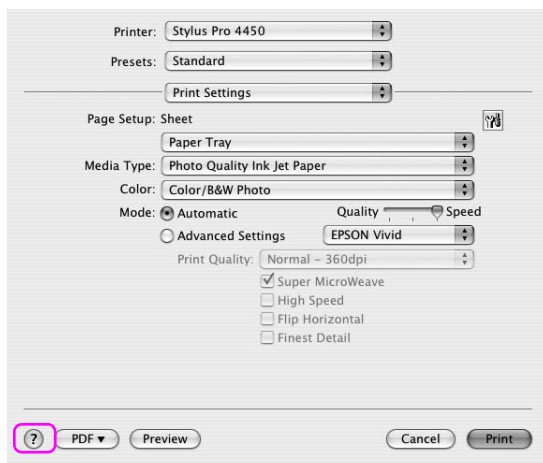 Printer: Stylus Pro 4450
Presets: Standard
Print Settings
Page Setup: Sheet
Paper Tray
Media Type: Photo Quality Ink Jet Paper
Color: Color/B&W Photo
Mode: Automatic Quality Speed
Advanced Settings EPSON Vivid
Print Quality: Normal – 360dpi
Super MicroWeave
High Speed
Flip Horizontal
Finest Detail
? PDF ▼ Preview Cancel Print